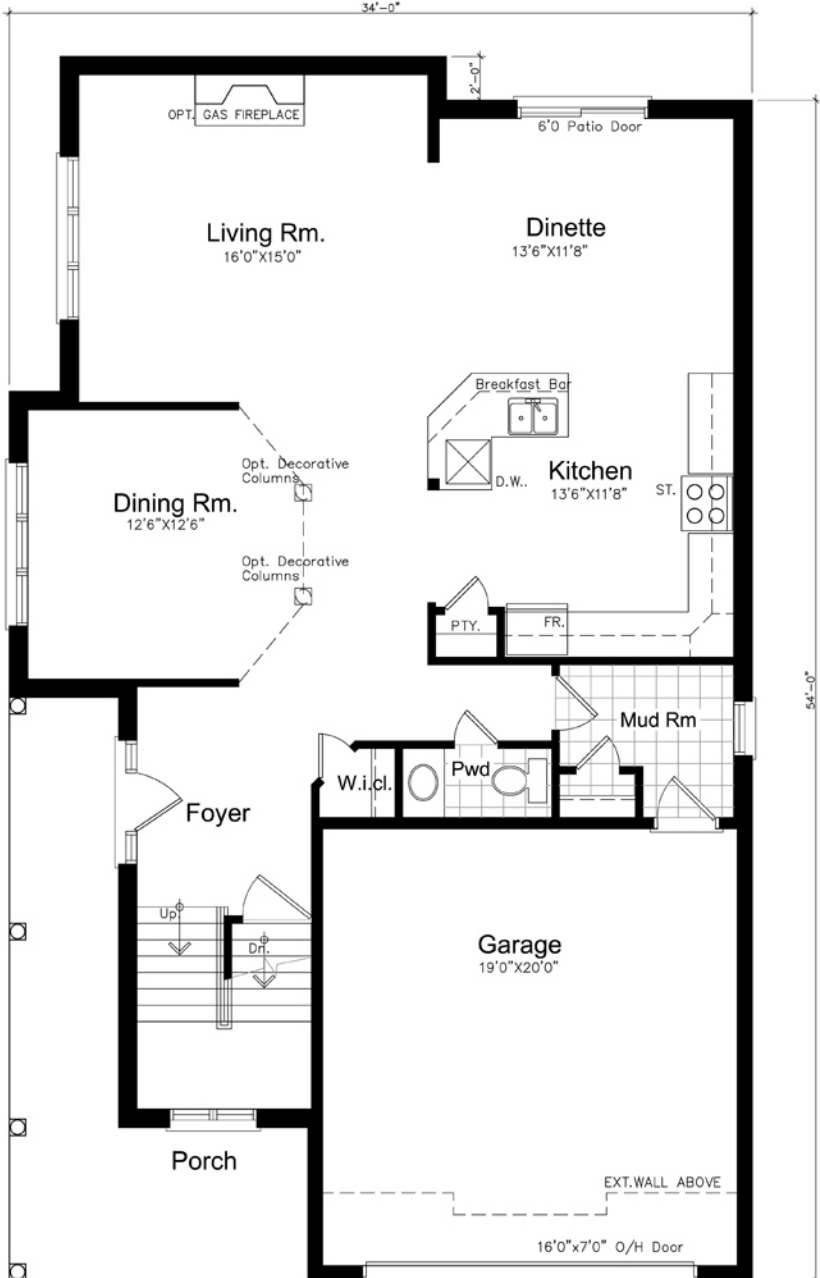 34'-0"
2'-0"
OPT. GAS FIREPLACE
6'0 Patio Door
Living Rm.
16'0"X15'0"
Dinette
13'6"X11'8"
Breakfast Bar
Opt. Decorative
Columns
D.W..
Kitchen
13'6"X11'8"
ST.
Dining Rm.
12'6"X12'6"
Opt. Decorative
Columns
PTY.
FR.
54'-0"
Mud Rm
Pwd
W.i.cl.
Foyer
Up.
Dn.
Garage
19'0"X20'0"
Porch
EXT.WALL ABOVE
16'0"x7'0" O/H Door